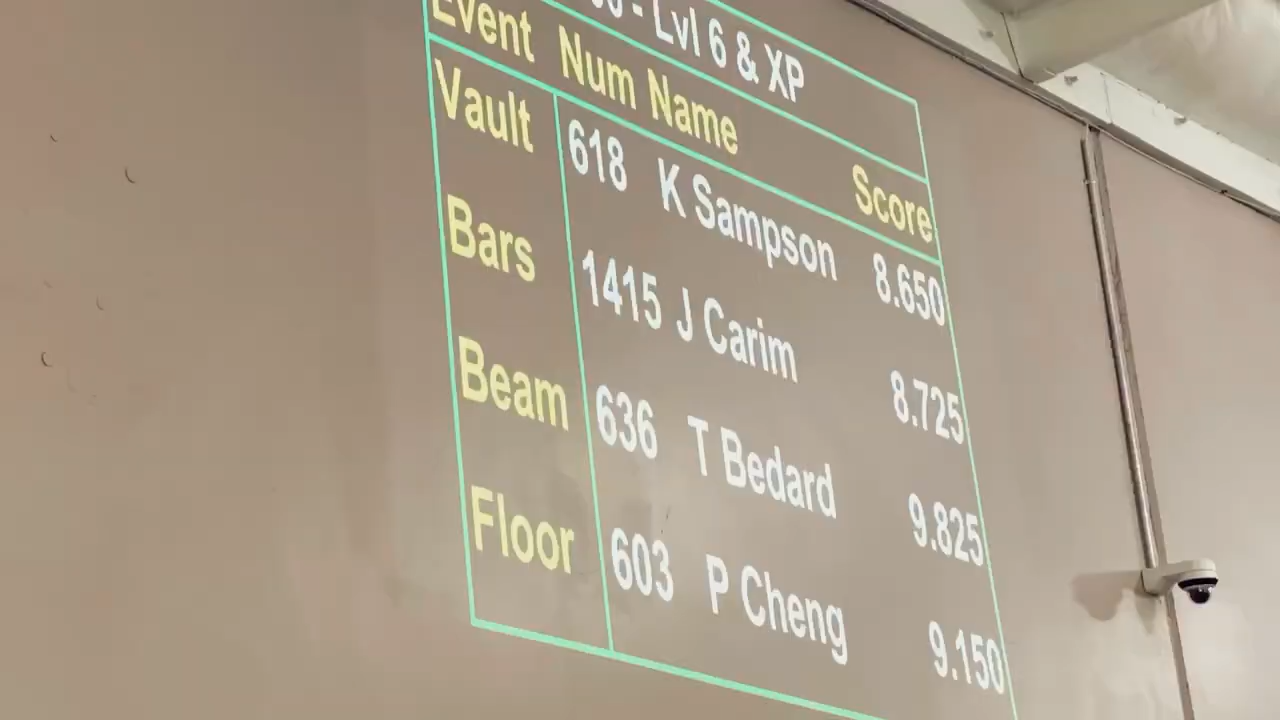 - Lvl 6 & XP
Event Num Name Score
Vault 618 K Sampson 8.650
Bars 1415 J Carim 8.725
Beam 636 T Bedard 9.825
Floor 603 P Cheng 9.150